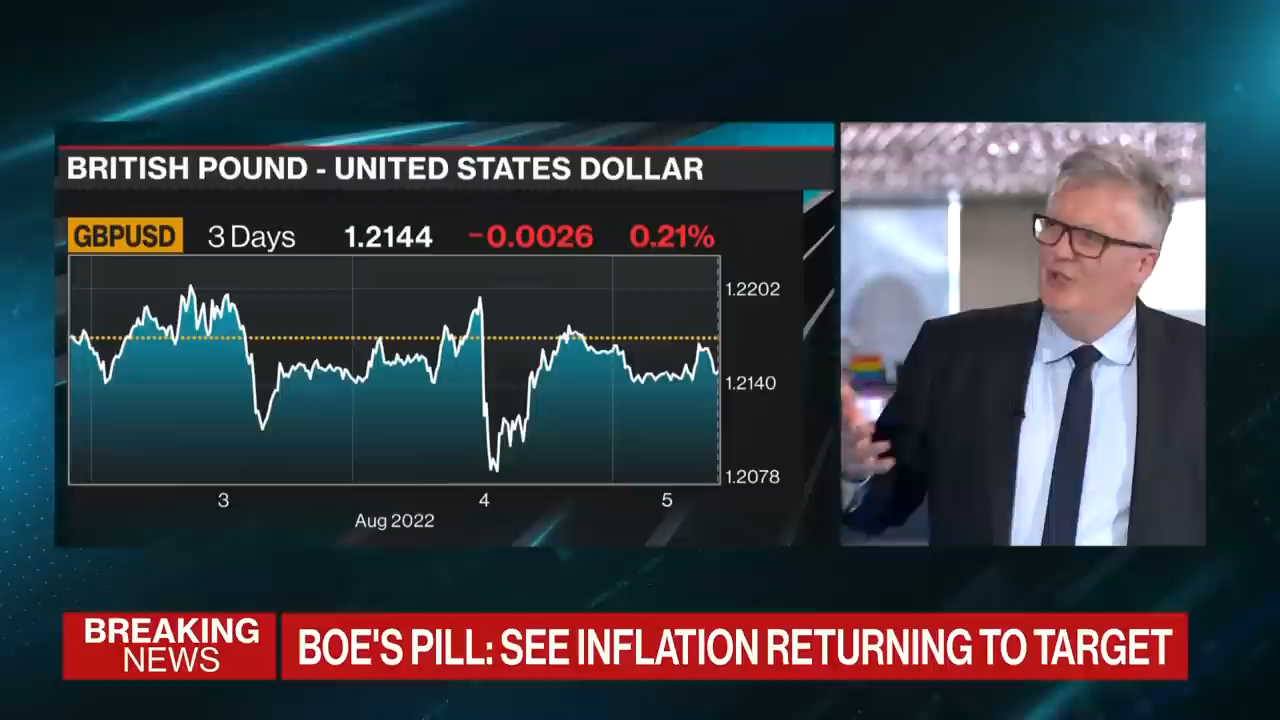 BRITISH POUND - UNITED STATES DOLLAR
GBPUSD 3 Days 1.2144 -0.0026 0.21%
1.2202
1.2140
1.2078
3 4 5
Aug 2022
BREAKING
NEWS
BOE'S PILL: SEE INFLATION RETURNING TO TARGET